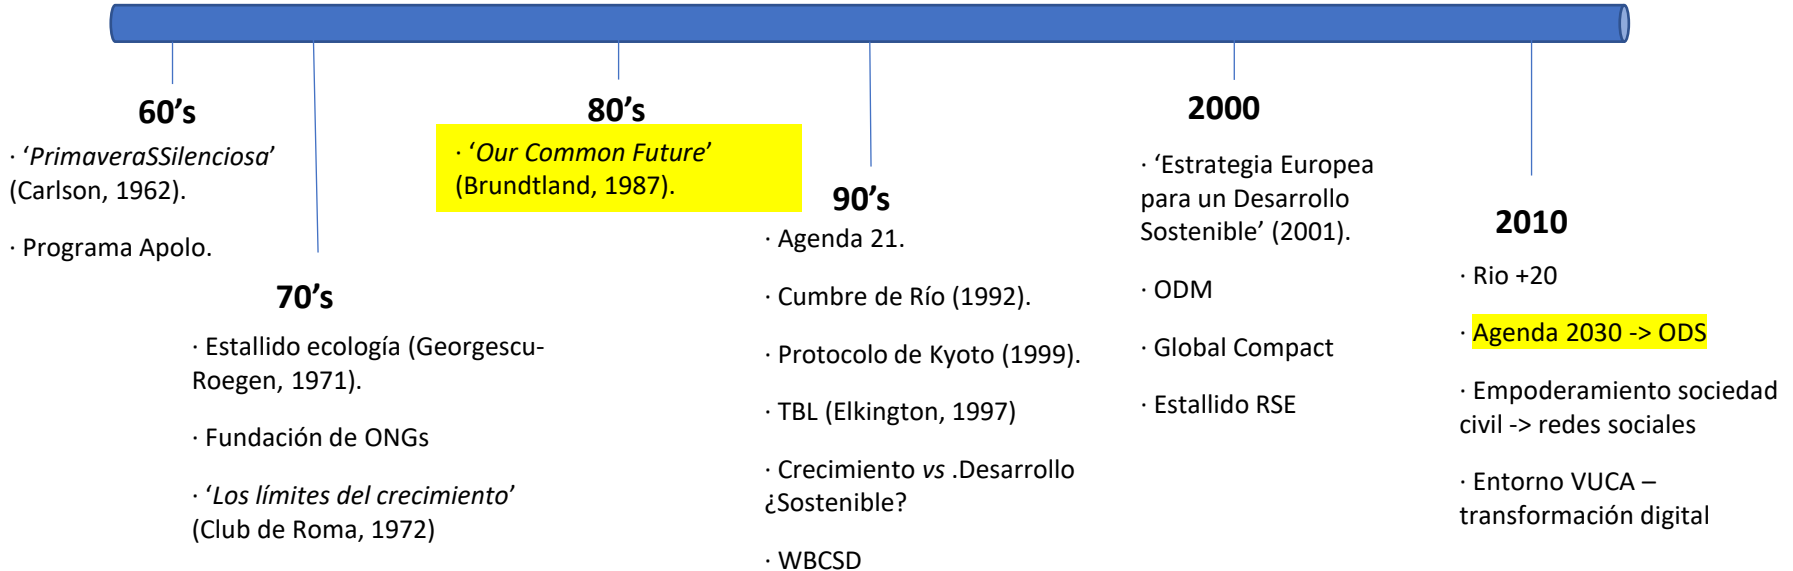 60’s
· ‘PrimaveraSSilenciosa’
(Carlson, 1962).
· Programa Apolo.
70’s
· Estallido ecología (Georgescu-
Roegen, 1971).
· Fundación de ONGs
· ‘Los límites del crecimiento’
(Club de Roma, 1972)
80’s
· ‘Our Common Future’
(Brundtland, 1987).
90’s
· Agenda 21.
· Cumbre de Río (1992).
· Protocolo de Kyoto (1999).
· TBL (Elkington, 1997)
· Crecimiento vs .Desarrollo
¿Sostenible?
· WBCSD
2000
· ‘Estrategia Europea
para un Desarrollo
Sostenible’ (2001).
· ODM
· Global Compact
· Estallido RSE
2010
· Rio +20
· Agenda 2030 -> ODS
· Empoderamiento sociedad
civil -> redes sociales
· Entorno VUCA –
transformación digital